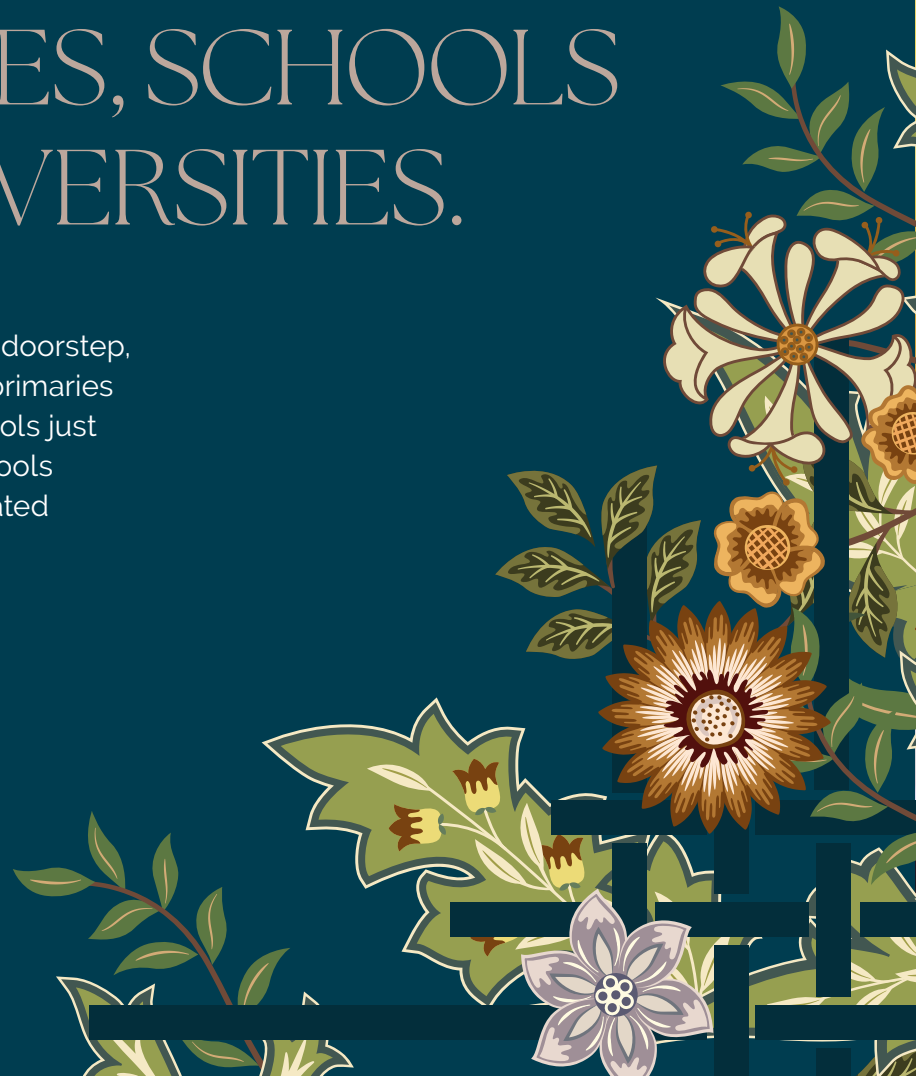 ES, SCHOOLS
VERSITIES.
doorstep,
primaries
ols just
ools
ated